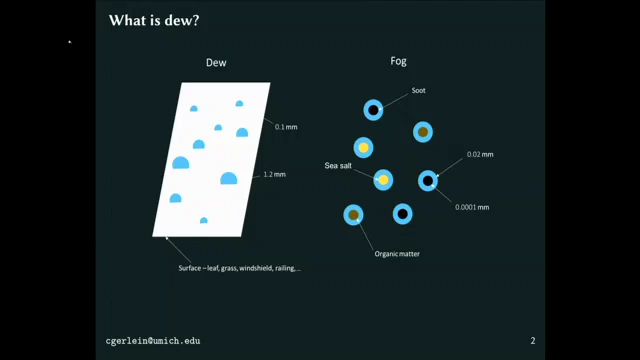 What is dew?
Dew
Fog
Soot
0.1 mm
Sea salt
0.02 mm
1.2 mm
0.0001 mm
Organic matter
Surface – leaf, grass, windshield, railing,...
cgerlein@umich.edu
2